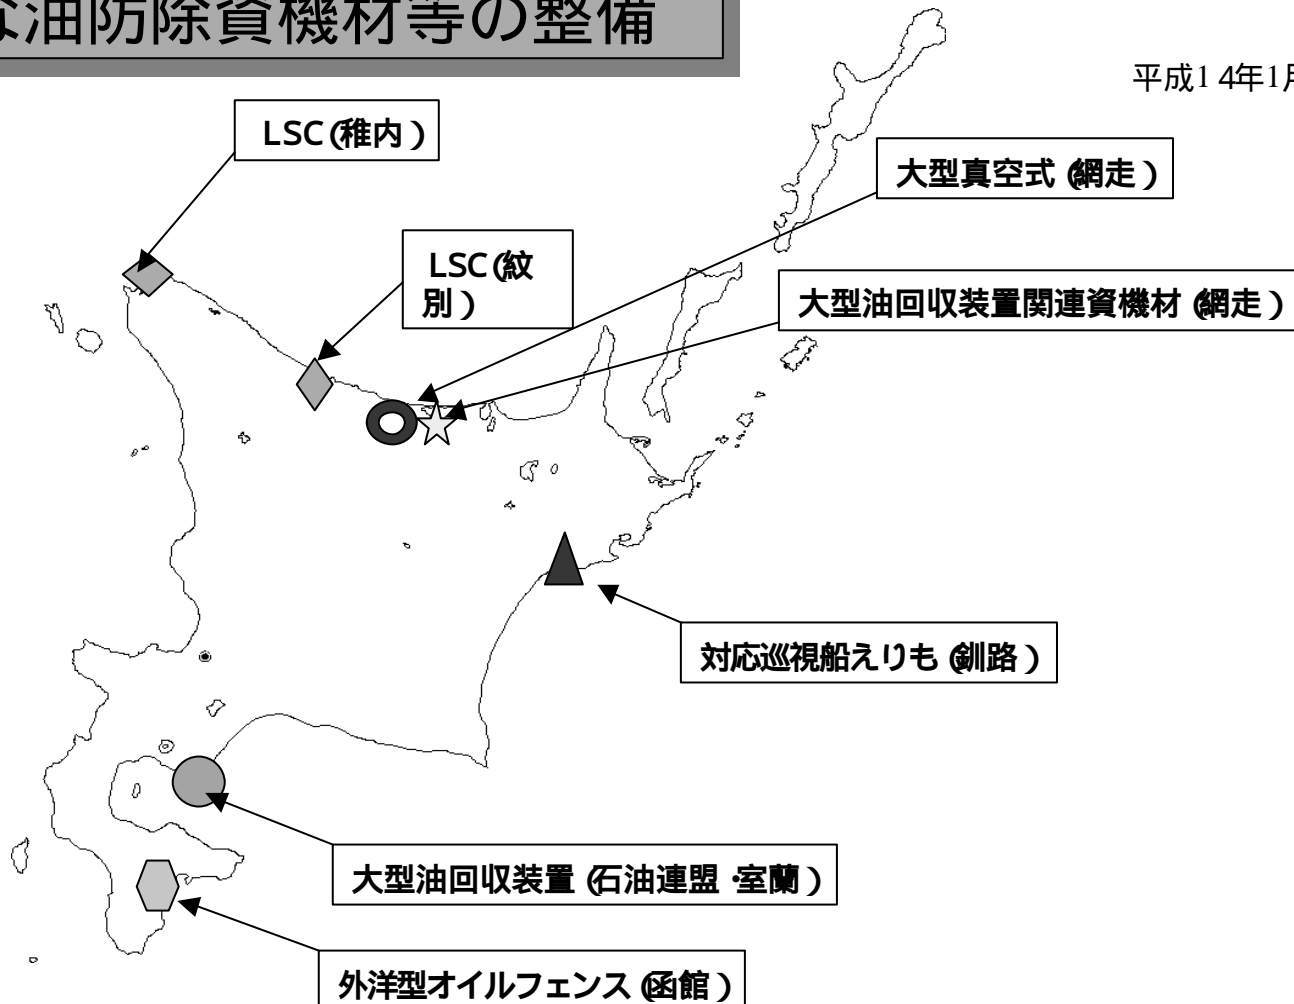 な油防除資機材等の整備
平成14年1月
LSC(稚内)
大型真空式(網走)
LSC(紋
別)
大型油回収装置関連資機材(網走)
対応巡視船えりも(釧路)
大型油回収装置(石油連盟・室蘭)
外洋型オイルフェンス(函館)